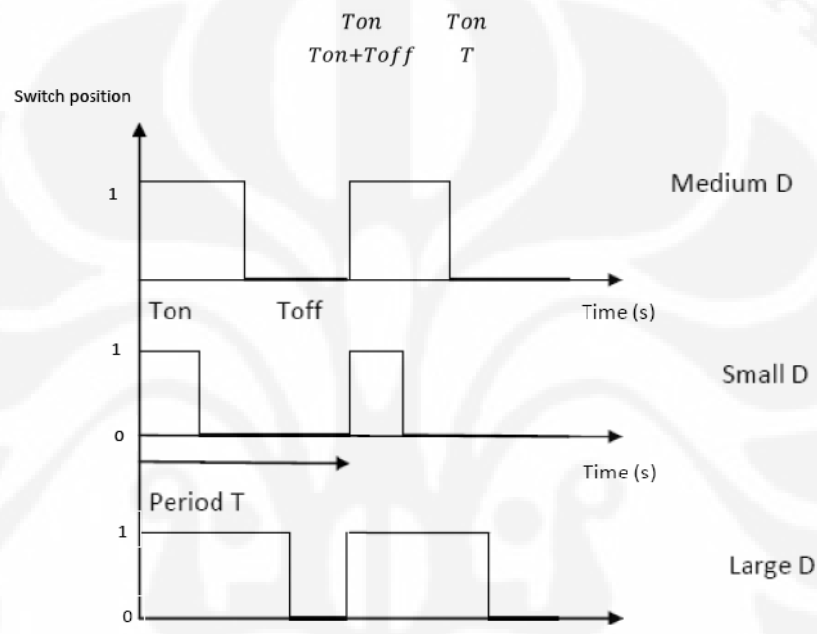 Ton Ton
Ton+Toff T
Switch position
1
Medium D
Ton Toff Time (s)
1
Small D
0
Time (s)
Period T
1
Large D
0